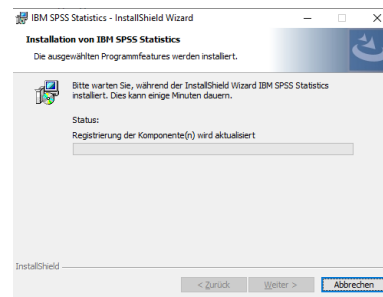 IBM SPSS Statistics - InstallShield Wizard
Installation von IBM SPSS Statistics
Die ausgewählten Programmfeatures werden installiert.
Bitte warten Sie, während der InstallShield Wizard IBM SPSS Statistics
installiert. Dies kann einige Minuten dauern.
Status:
Registrierung der Komponente(n) wird aktualisiert
InstallShield
< Zurück Weiter > Abbrechen